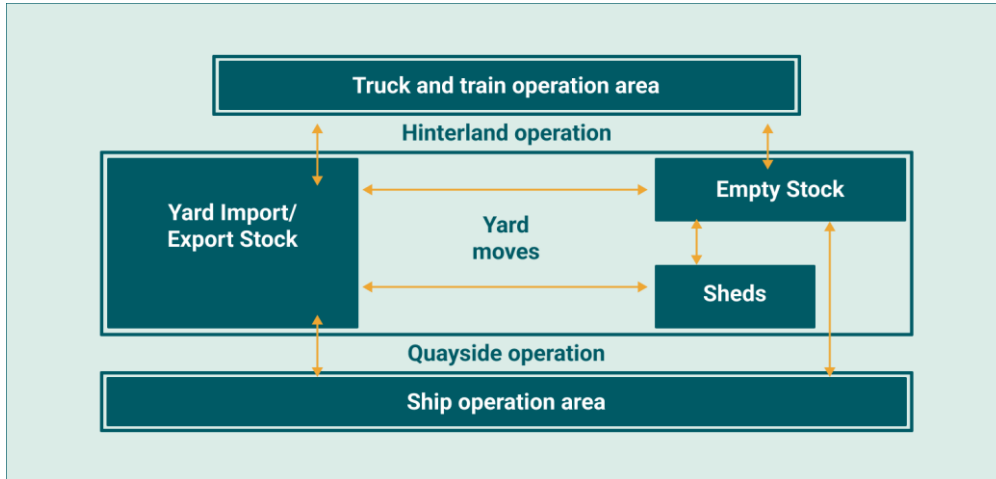 Truck and train operation area
Hinterland operation
Yard Import/
Export Stock
Empty Stock
Yard
moves
Sheds
Quayside operation
Ship operation area